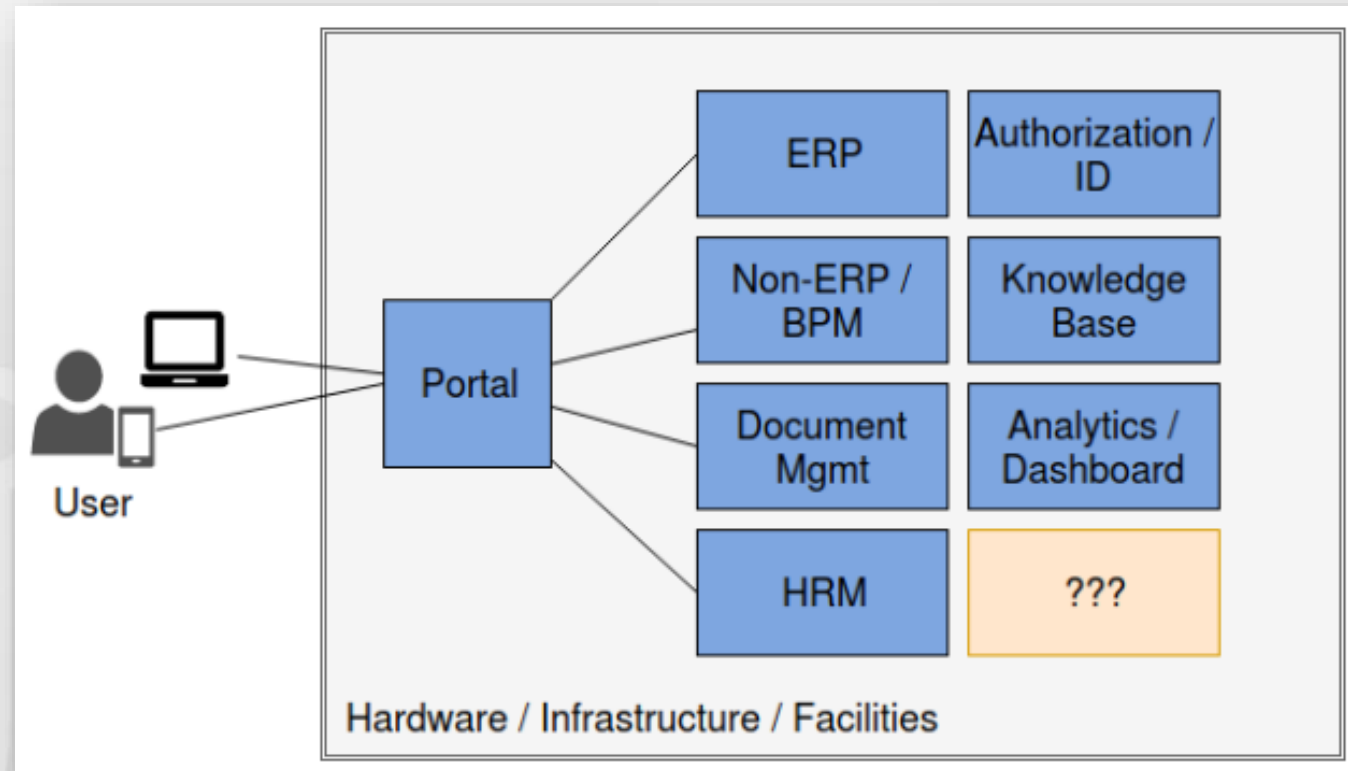 ERP
Authorization /
ID
Non-ERP /
BPM
Knowledge
Base
Portal
Document
Mgmt
Analytics /
Dashboard
User
HRM
???
Hardware / Infrastructure / Facilities